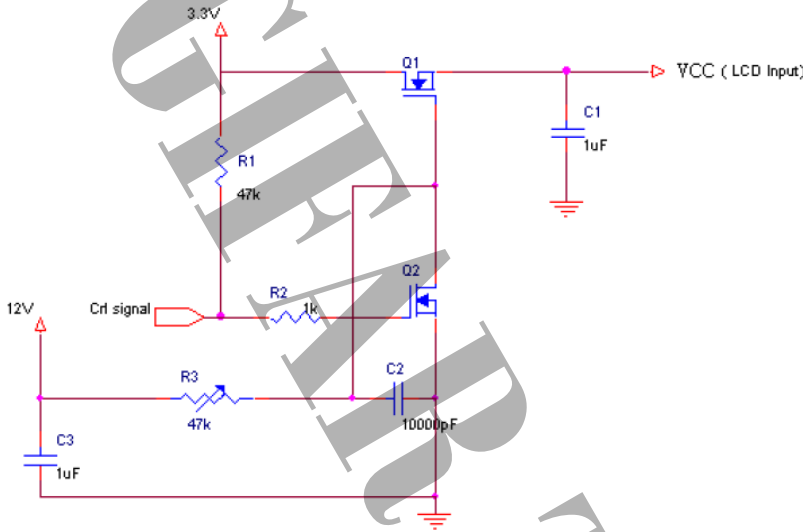 3.3V
Q1
VCC ( LCD Input)
C1
1uF
R1
47k
Q2
12V
Crl signal
R2
1k
R3
47k
C2
10000pF
C3
1uF